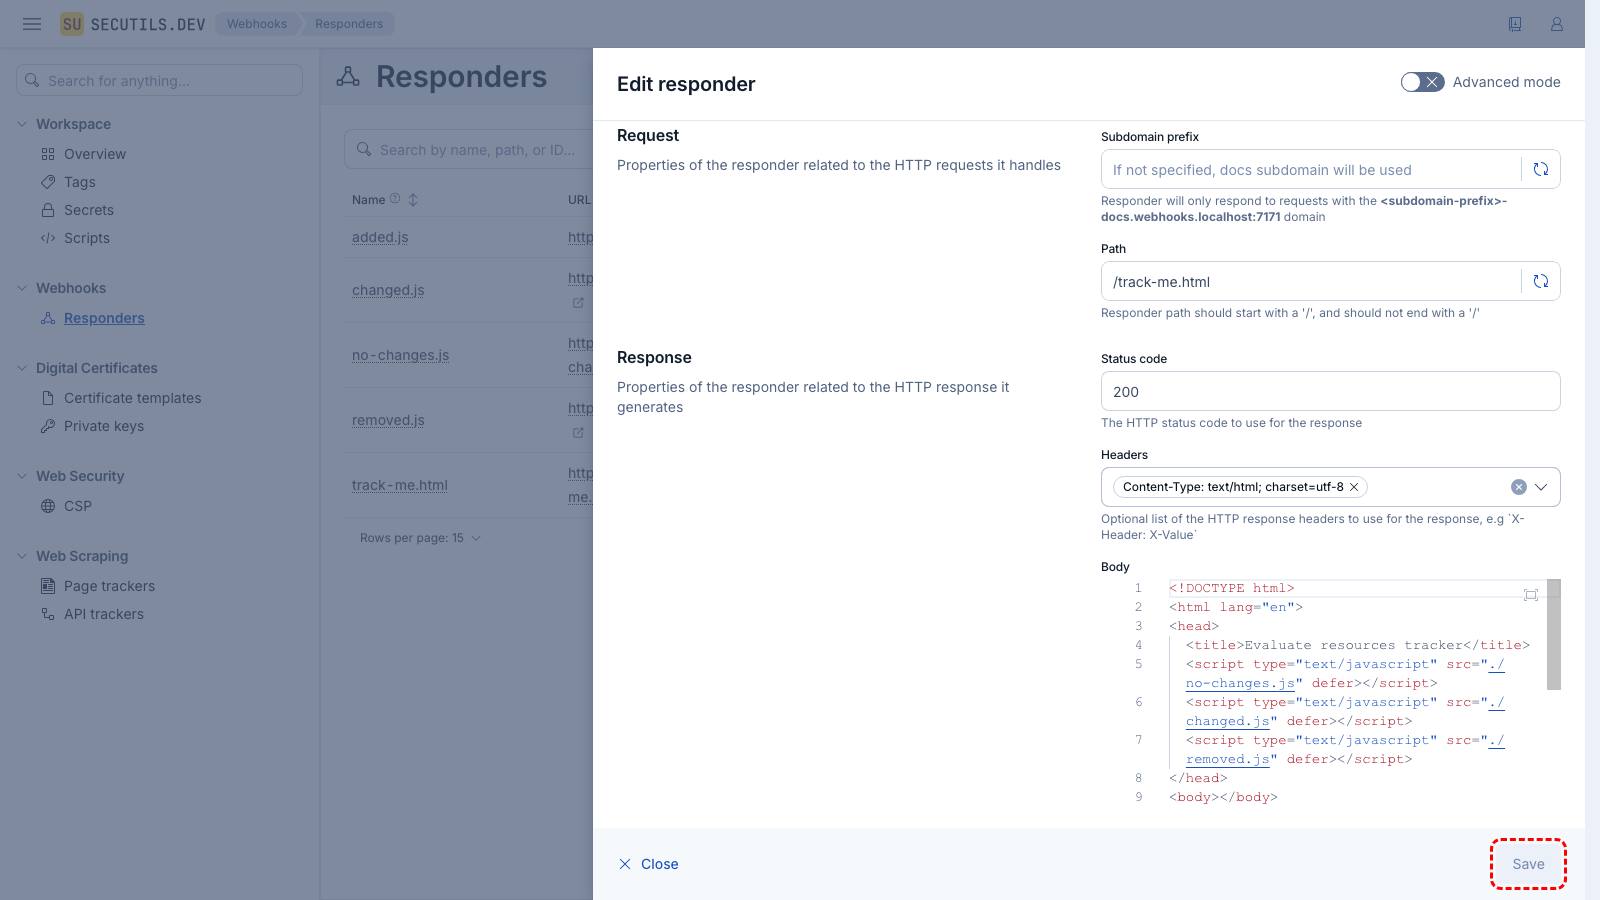 SU SECUTILS.DEV
Webhooks
Responders
Search for anything...
Workspace
Overview
Tags
Secrets
Scripts
Webhooks
Responders
Digital Certificates
Certificate templates
Private keys
Web Security
CSP
Web Scraping
Page trackers
API trackers
Responders
Search by name, path, or ID...
Name
URL
added.js
http
changed.js
http
no-changes.js
http
cha
removed.js
http
track-me.html
http
me.
Rows per page: 15
Edit responder
Advanced mode
Request
Properties of the responder related to the HTTP requests it handles
Subdomain prefix
If not specified, docs subdomain will be used
Responder will only respond to requests with the <subdomain-prefix>-
docs.webhooks.localhost:7171 domain
Path
/track-me.html
Responder path should start with a '/', and should not end with a '/'
Response
Properties of the responder related to the HTTP response it
generates
Status code
200
The HTTP status code to use for the response
Headers
Content-Type: text/html; charset=utf-8
Optional list of the HTTP response headers to use for the response, e.g `X-
Header: X-Value`
Body
1 <!DOCTYPE html>
2 <html lang="en">
3 <head>
4 <title>Evaluate resources tracker</title>
5 <script type="text/javascript" src="./
no-changes.js" defer></script>
6 <script type="text/javascript" src="./
changed.js" defer></script>
7 <script type="text/javascript" src="./
removed.js" defer></script>
8 </head>
9 <body></body>
Close
Save